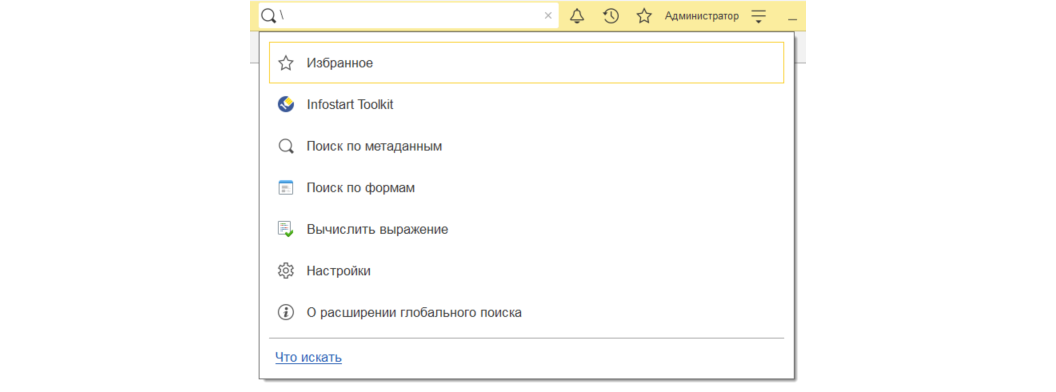 \
Администратор
Избранное
Infostart Toolkit
Поиск по метаданным
Поиск по формам
Вычислить выражение
Настройки
О расширении глобального поиска
Что искать